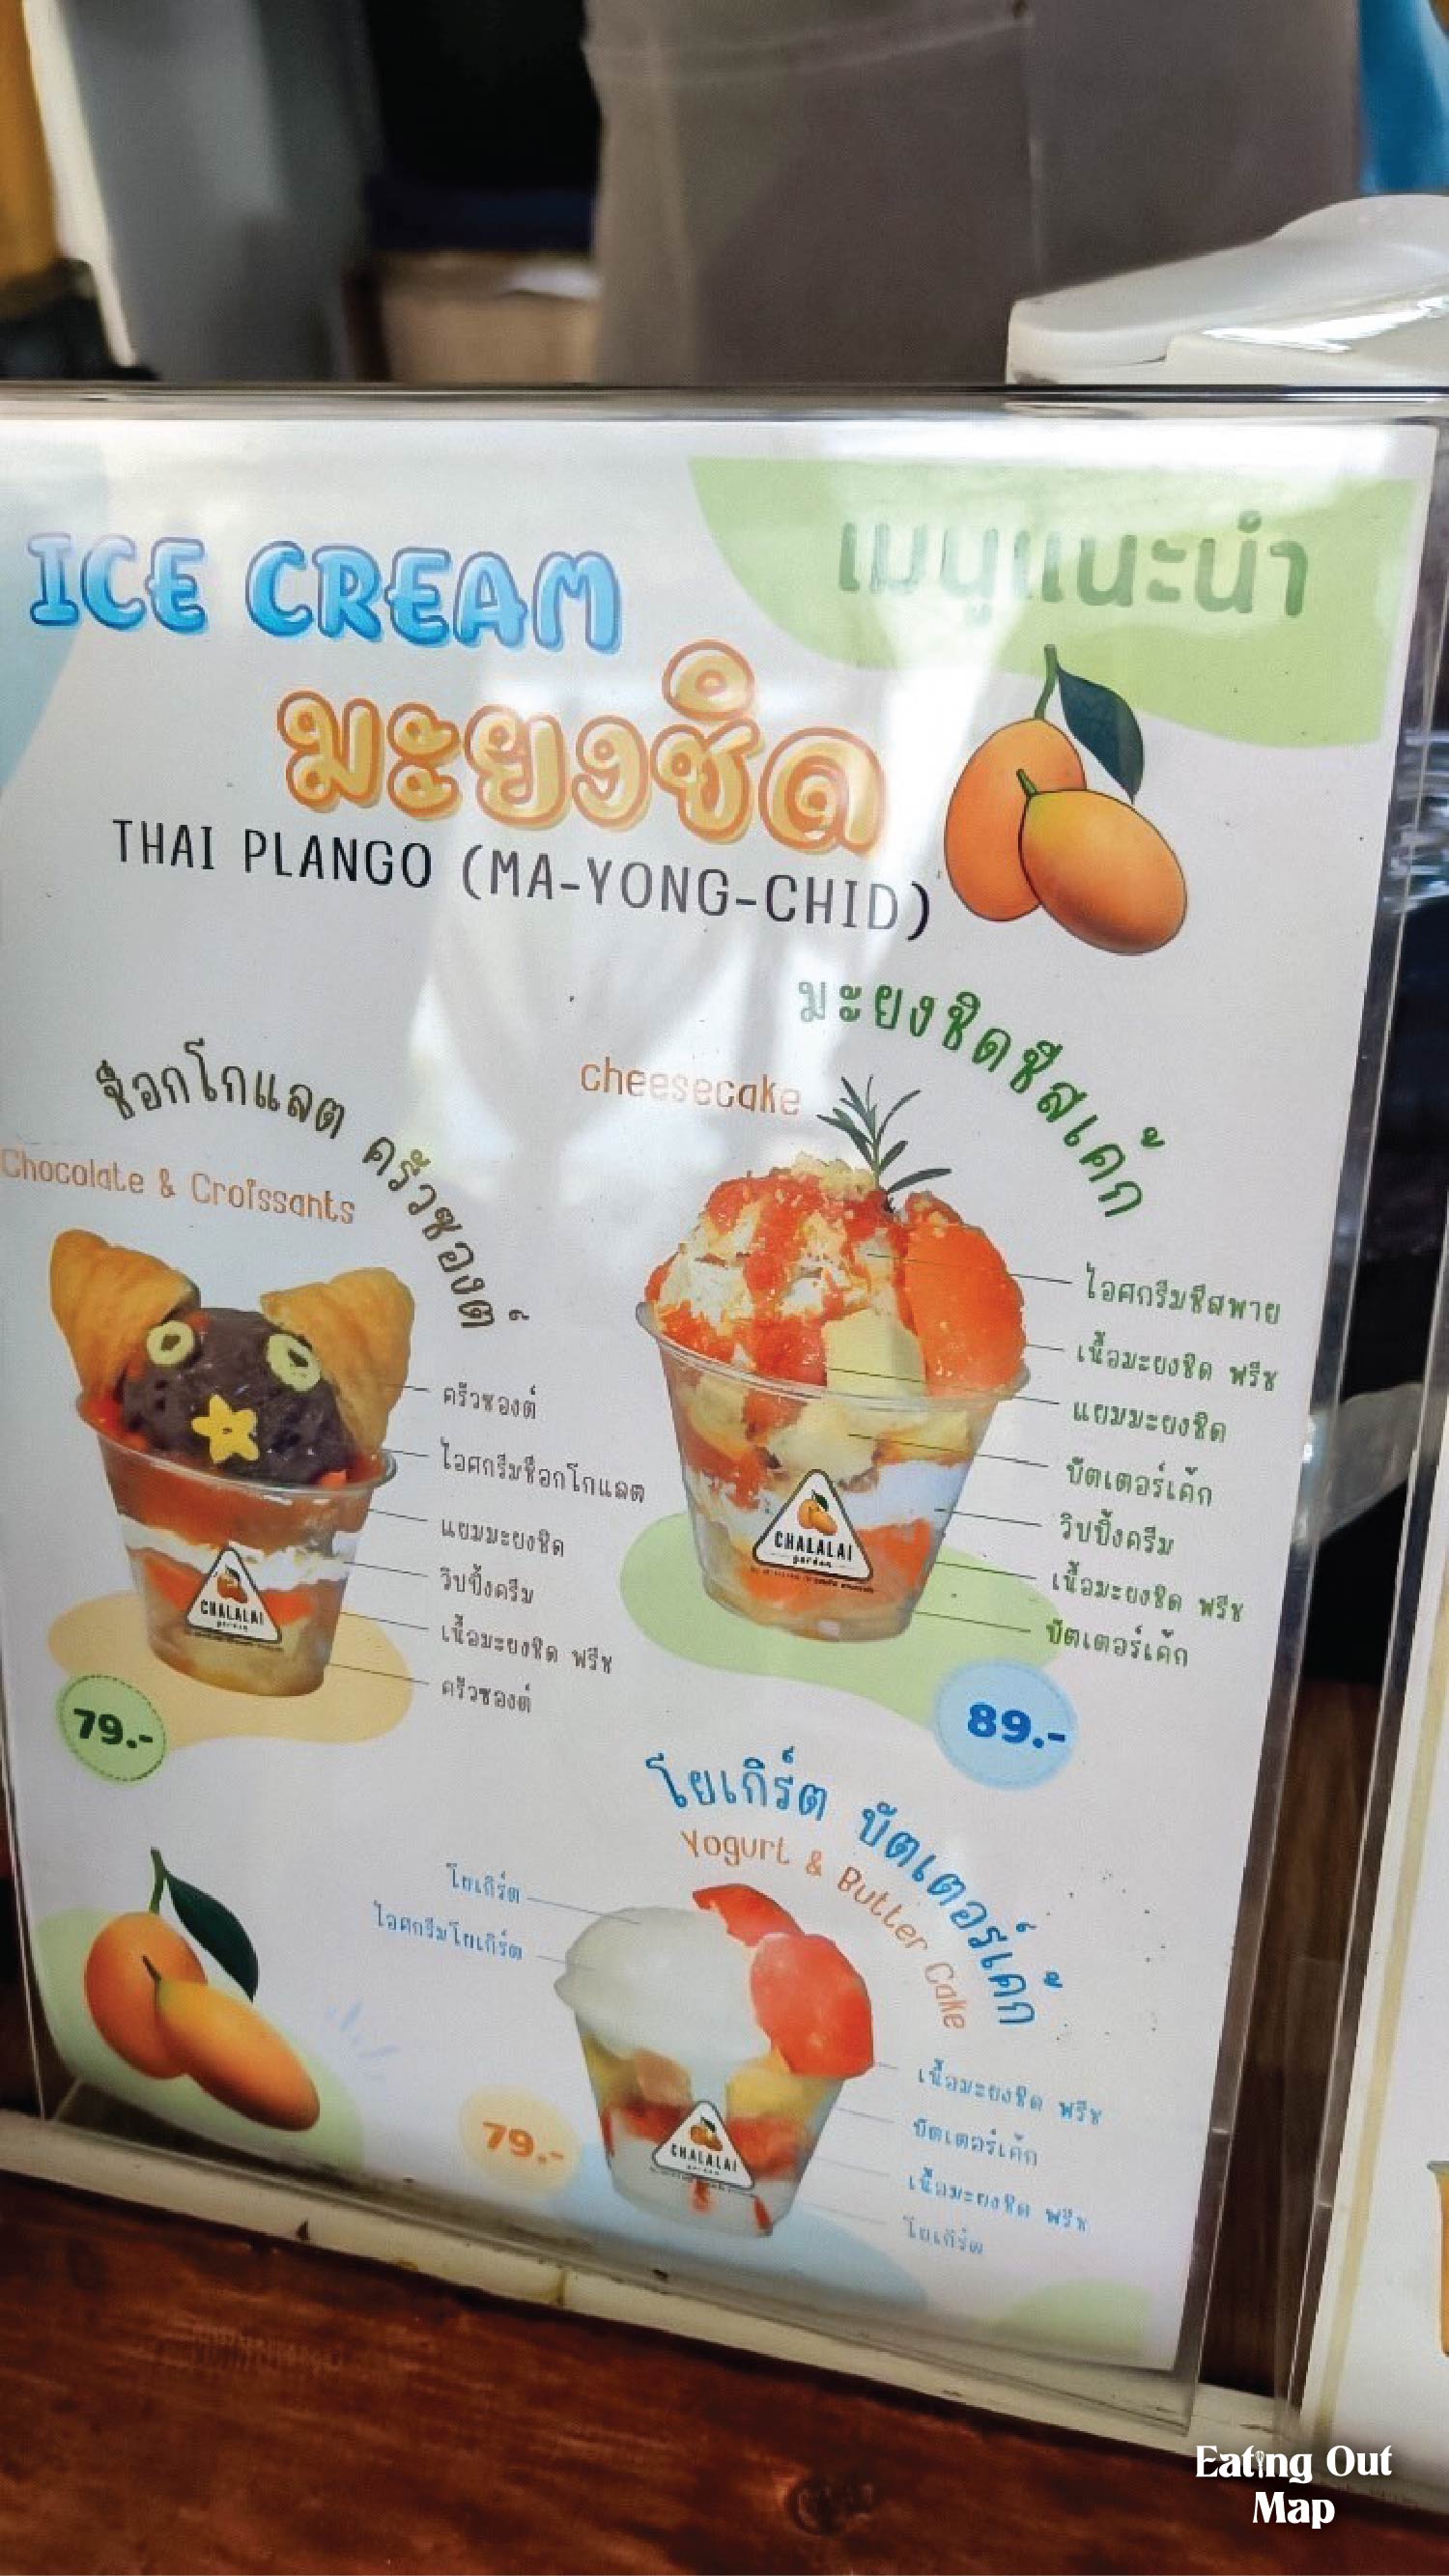 ICE CREAM
เมนูแนะนำ
มะยงชิด
THAI PLANGO (MA-YONG-CHID)
ช็อกโกแลต ครัวซองต์
Chocolate & Croissants
ครัวซองต์
ไอศกรีมช็อกโกแลต
แยมมะยงชิด
วิปปิ้งครีม
เนื้อมะยงชิด ฟรีซ
ครัวซองต์
CHALALAI
garden
79.-
มะยงชิดชีสเค้ก
cheesecake
ไอศกรีมชีสพาย
เนื้อมะยงชิด ฟรีซ
แยมมะยงชิด
บัตเตอร์เค้ก
วิปปิ้งครีม
เนื้อมะยงชิด ฟรีซ
บัตเตอร์เค้ก
CHALALAI
garden
89.-
โยเกิร์ต บัตเตอร์เค้ก
Yogurt & Butter Cake
โยเกิร์ต
ไอศกรีมโยเกิร์ต
เนื้อมะยงชิด ฟรีซ
บัตเตอร์เค้ก
เนื้อมะยงชิด ฟรีซ
โยเกิร์ต
CHALALAI
79.-
Eating Out
Map